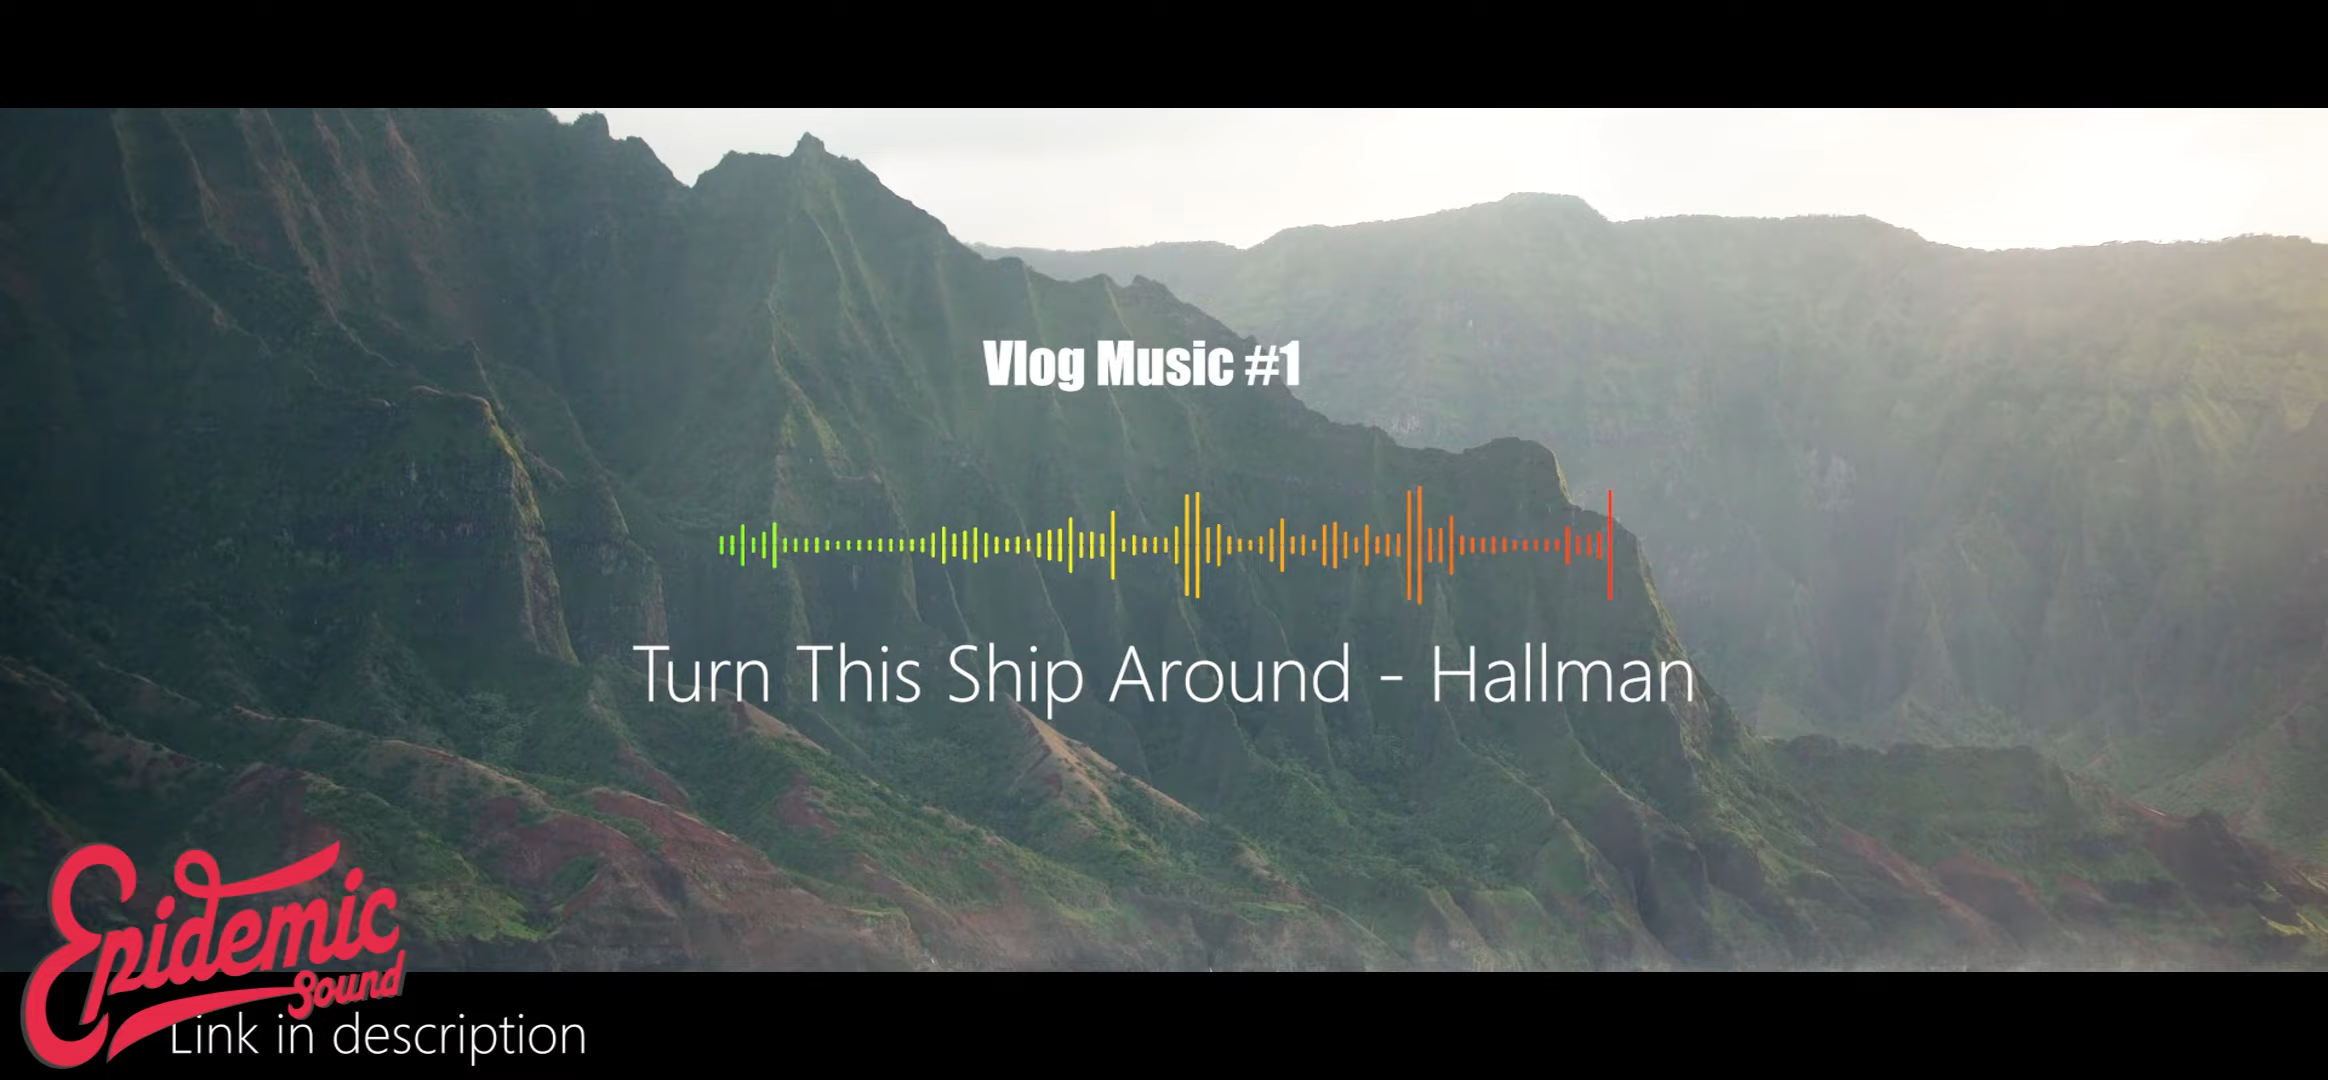 Vlog Music #1
Turn This Ship Around - Hallman
Epidemic
Sound
Link in description